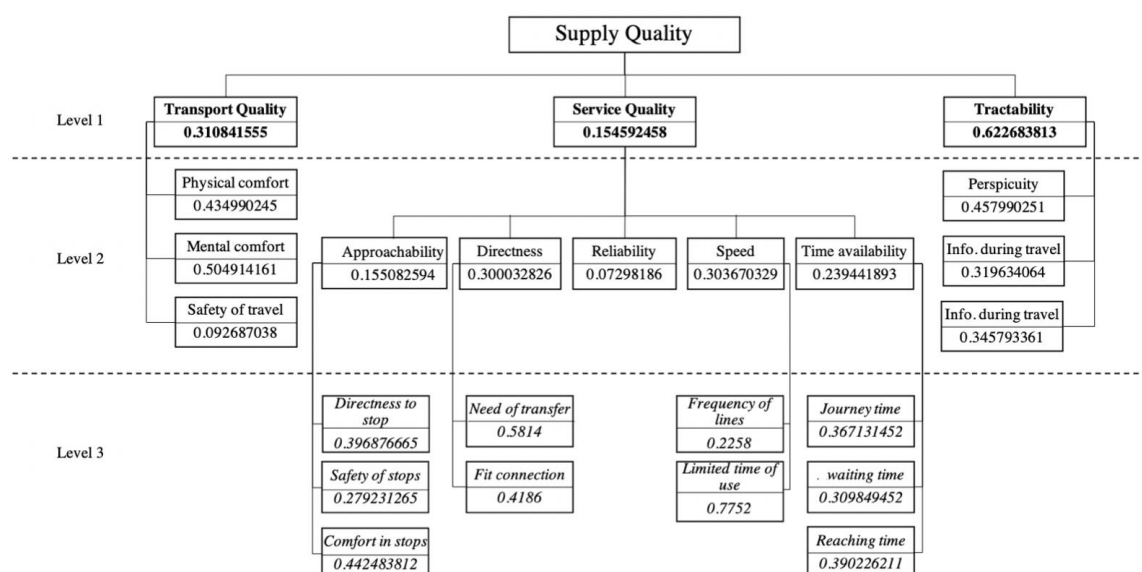 Supply Quality
Level 1
Transport Quality
0.310841555
Service Quality
0.154592458
Tractability
0.622683813
Level 2
Physical comfort
0.434990245
Mental comfort
0.504914161
Safety of travel
0.092687038
Approachability
0.155082594
Directness
0.300032826
Reliability
0.07298186
Speed
0.303670329
Time availability
0.239441893
Perspicuity
0.457990251
Info. during travel
0.319634064
Info. during travel
0.345793361
Level 3
Directness to
stop
0.396876665
Safety of stops
0.279231265
Comfort in stops
0.442483812
Need of transfer
0.5814
Fit connection
0.4186
Frequency of
lines
0.2258
Limited time of
use
0.7752
Journey time
0.367131452
. waiting time
0.309849452
Reaching time
0.390226211